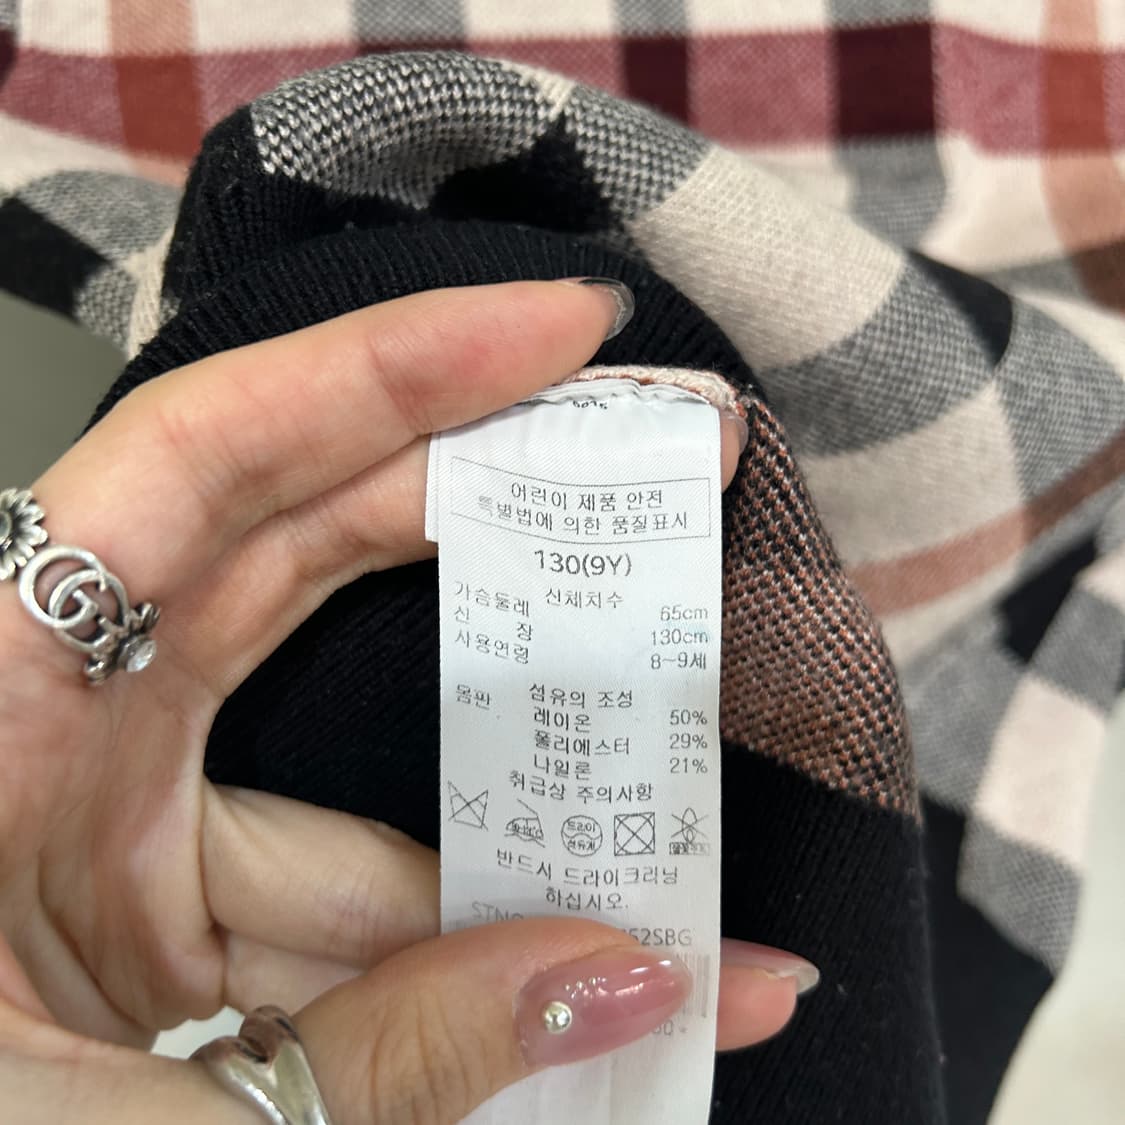 어린이 제품 안전
특별법에 의한 품질표시
130(9Y)
신체치수
가슴둘레 65cm
신 장 130cm
사용연령 8~9세
섬유의 조성
몸판 레이온 50%
폴리에스터 29%
나일론 21%
취급상 주의사항
드라이
반드시 드라이크리닝
하십시오.
52SBG